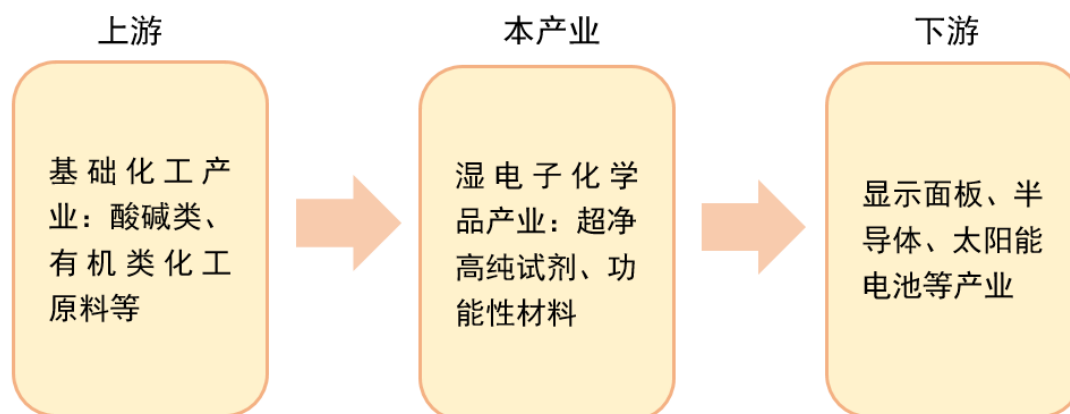 上游
基础化工产
业：酸碱类、
有机类化工
原料等
本产业
湿电子化学
品产业：超净
高纯试剂、功
能性材料
下游
显示面板、半
导体、太阳能
电池等产业